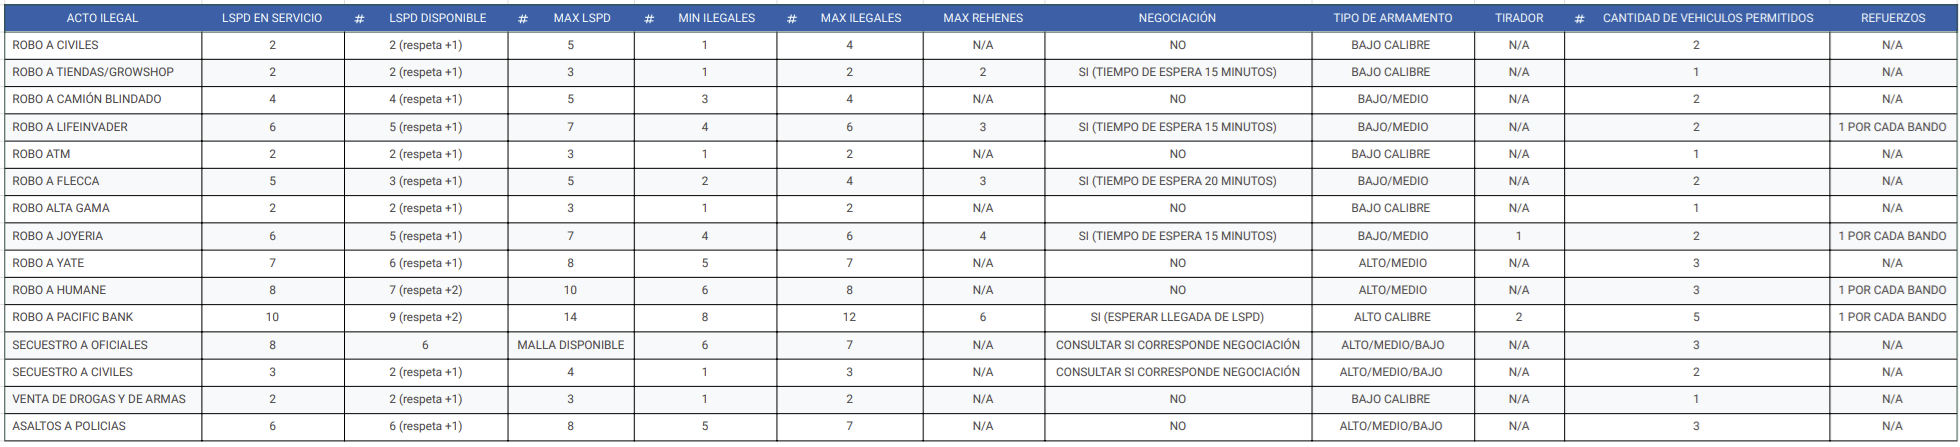 ACTO ILEGAL LSPD EN SERVICIO # LSPD DISPONIBLE # MAX LSPD # MIN ILEGALES # MAX ILEGALES MAX REHENES NEGOCIACIÓN TIPO DE ARMAMENTO TIRADOR # CANTIDAD DE VEHICULOS PERMITIDOS REFUERZOS
ROBO A CIVILES 2 2 (respeta +1) 5 1 4 N/A NO BAJO CALIBRE N/A 2 N/A
ROBO A TIENDAS/GROWSHOP 2 2 (respeta +1) 3 1 2 2 SI (TIEMPO DE ESPERA 15 MINUTOS) BAJO CALIBRE N/A 1 N/A
ROBO A CAMIÓN BLINDADO 4 4 (respeta +1) 5 3 4 N/A NO BAJO/MEDIO N/A 2 N/A
ROBO A LIFEINVADER 6 5 (respeta +1) 7 4 6 3 SI (TIEMPO DE ESPERA 15 MINUTOS) BAJO/MEDIO N/A 2 1 POR CADA BANDO
ROBO ATM 2 2 (respeta +1) 3 1 2 N/A NO BAJO CALIBRE N/A 1 N/A
ROBO A FLECCA 5 3 (respeta +1) 5 2 4 3 SI (TIEMPO DE ESPERA 20 MINUTOS) BAJO/MEDIO N/A 2 N/A
ROBO ALTA GAMA 2 2 (respeta +1) 3 1 2 N/A NO BAJO CALIBRE N/A 1 N/A
ROBO A JOYERIA 6 5 (respeta +1) 7 4 6 4 SI (TIEMPO DE ESPERA 15 MINUTOS) BAJO/MEDIO 1 2 1 POR CADA BANDO
ROBO A YATE 7 6 (respeta +1) 8 5 7 N/A NO ALTO/MEDIO N/A 3 N/A
ROBO A HUMANE 8 7 (respeta +2) 10 6 8 N/A NO ALTO/MEDIO N/A 3 1 POR CADA BANDO
ROBO A PACIFIC BANK 10 9 (respeta +2) 14 8 12 6 SI (ESPERAR LLEGADA DE LSPD) ALTO CALIBRE 2 5 1 POR CADA BANDO
SECUESTRO A OFICIALES 8 6 MALLA DISPONIBLE 6 7 N/A CONSULTAR SI CORRESPONDE NEGOCIACIÓN ALTO/MEDIO/BAJO N/A 3 N/A
SECUESTRO A CIVILES 3 2 (respeta +1) 4 1 3 N/A CONSULTAR SI CORRESPONDE NEGOCIACIÓN ALTO/MEDIO/BAJO N/A 2 N/A
VENTA DE DROGAS Y DE ARMAS 2 2 (respeta +1) 3 1 2 N/A NO BAJO CALIBRE N/A 1 N/A
ASALTOS A POLICIAS 6 6 (respeta +1) 8 5 7 N/A NO ALTO/MEDIO/BAJO N/A 3 N/A